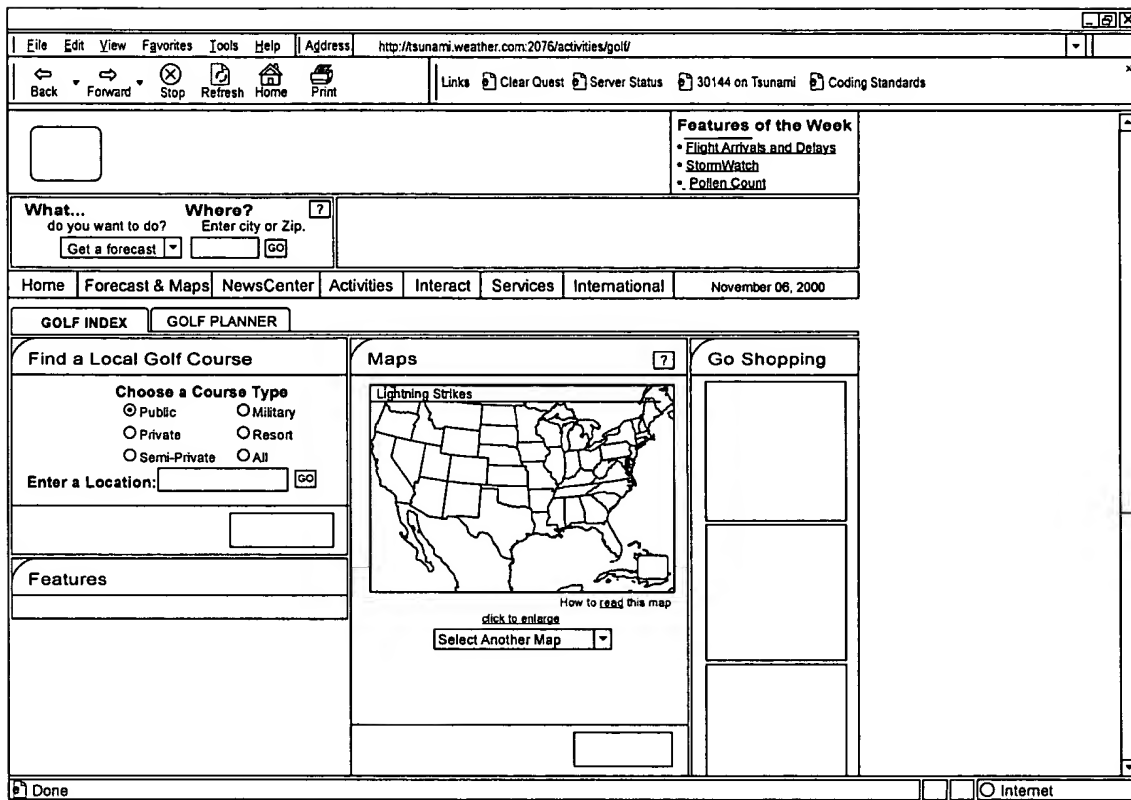 File Edit View Favorites Tools Help Address http://tsunami.weather.com:2076/activities/golf/
Back Forward Stop Refresh Home Print Links Clear Quest Server Status 30144 on Tsunami Coding Standards
Features of the Week
• Flight Arrivals and Delays
• StormWatch
• Pollen Count
What... Where? ?
do you want to do? Enter city or Zip.
Get a forecast GO
Home Forecast & Maps NewsCenter Activities Interact Services International November 06, 2000
GOLF INDEX GOLF PLANNER
Find a Local Golf Course
Choose a Course Type
Public Military
Private Resort
Semi-Private All
Enter a Location: GO
Features
Maps ?
Lightning Strikes
How to read this map
click to enlarge
Select Another Map
Go Shopping
Done Internet